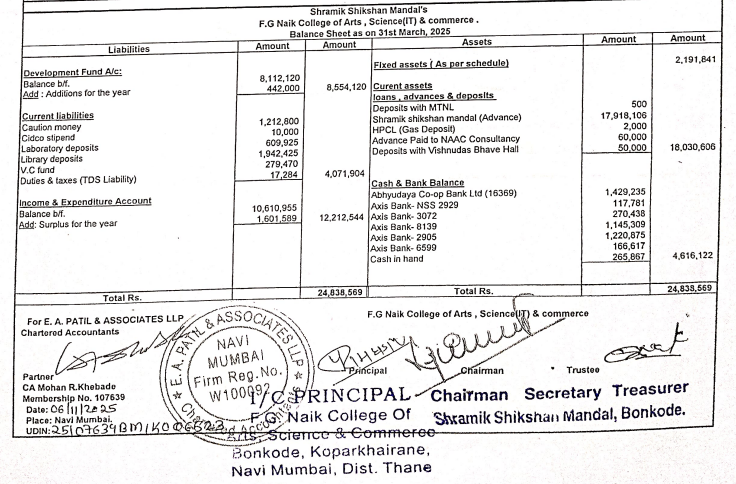 Shramik Shikshan Mandal's
F.G Naik College of Arts , Science(IT) & commerce .
Balance Sheet as on 31st March, 2025
Liabilities Amount Amount Assets Amount Amount
Development Fund A/c:
Balance b/f. 8,112,120
Add : Additions for the year 442,000 8,554,120
Current liabilities
Caution money 1,212,800
Cidco stipend 10,000
Laboratory deposits 609,925
Library deposits 1,942,425
V.C fund 279,470
Duties & taxes (TDS Liability) 17,284 4,071,904
Income & Expenditure Account
Balance b/f. 10,610,955
Add: Surplus for the year 1,601,589 12,212,544
Fixed assets ( As per schedule) 2,191,841
Curent assets
loans , advances & deposits
Deposits with MTNL 500
Shramik shikshan mandal (Advance) 17,918,106
HPCL (Gas Deposit) 2,000
Advance Paid to NAAC Consultancy 60,000
Deposits with Vishnudas Bhave Hall 50,000 18,030,606
Cash & Bank Balance
Abhyudaya Co-op Bank Ltd (16369) 1,429,235
Axis Bank- NSS 2929 117,781
Axis Bank- 3072 270,438
Axis Bank- 8139 1,145,309
Axis Bank- 2905 1,220,875
Axis Bank- 6599 166,617
Cash in hand 265,867 4,616,122
Total Rs. 24,838,569 Total Rs. 24,838,569
For E. A. PATIL & ASSOCIATES LLP
Chartered Accountants
Partner
CA Mohan R.Khebade
Membership No. 107639
Date: 06/11/2025
Place: Navi Mumbai.
UDIN:
E. A. PATIL & ASSOCIATES LLP
Chartered Accountants
NAVI
MUMBAI
Firm Reg.No.
W100092
F.G Naik College of Arts , Science(IT) & commerce
Principal Chairman Trustee
I/C PRINCIPAL
F.G. Naik College Of
Arts, Science & Commerce
Bonkode, Koparkhairane,
Navi Mumbai, Dist. Thane
Chairman Secretary Treasurer
Shramik Shikshan Mandal, Bonkode.